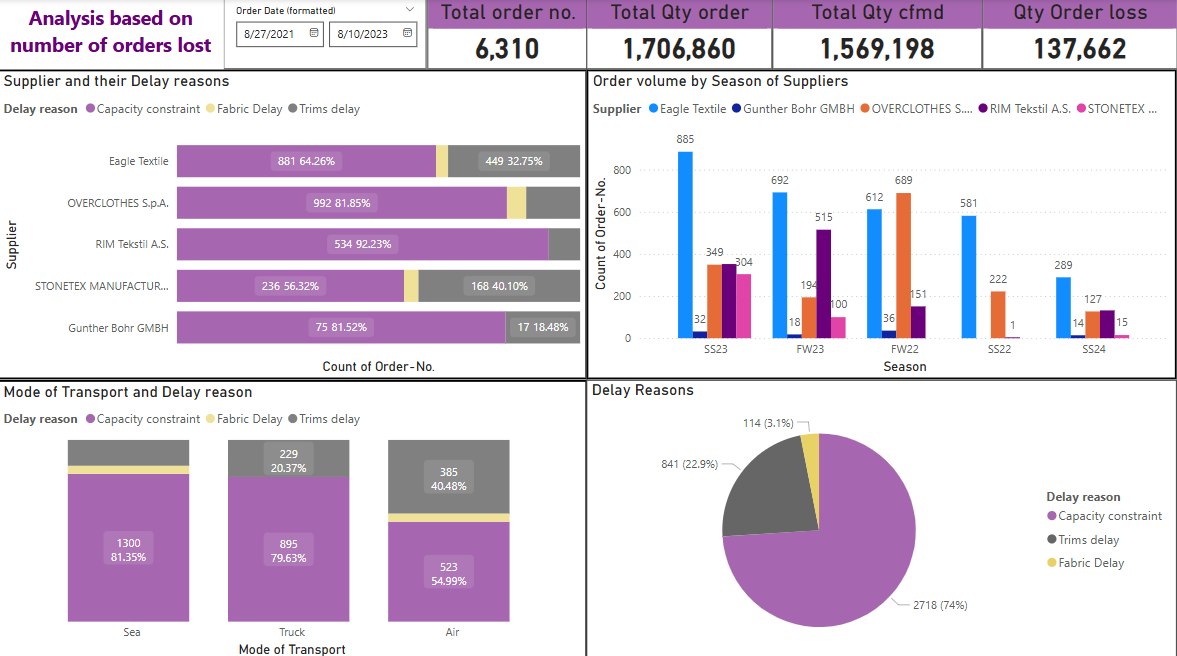 Analysis based on
number of orders lost
Order Date (formatted)
8/27/2021
8/10/2023
Total order no.
6,310
Total Qty order
1,706,860
Total Qty cfmd
1,569,198
Qty Order loss
137,662
Supplier and their Delay reasons
Delay reason Capacity constraint Fabric Delay Trims delay
Supplier
Eagle Textile 881 64.26% 449 32.75%
OVERCLOTHES S.p.A. 992 81.85%
RIM Tekstil A.S. 534 92.23%
STONETEX MANUFACTUR... 236 56.32% 168 40.10%
Gunther Bohr GMBH 75 81.52% 17 18.48%
Count of Order-No.
Order volume by Season of Suppliers
Supplier Eagle Textile Gunther Bohr GMBH OVERCLOTHES S.... RIM Tekstil A.S. STONETEX ...
Count of Order-No.
800
600
400
200
0
885
32
349
304
692
18
194
515
100
612
36
689
151
581
222
1
289
14
127
15
SS23
FW23
FW22
SS22
SS24
Season
Mode of Transport and Delay reason
Delay reason Capacity constraint Fabric Delay Trims delay
1300
81.35%
229
20.37%
895
79.63%
385
40.48%
523
54.99%
Sea
Truck
Air
Mode of Transport
Delay Reasons
114 (3.1%)
841 (22.9%)
2718 (74%)
Delay reason
Capacity constraint
Trims delay
Fabric Delay